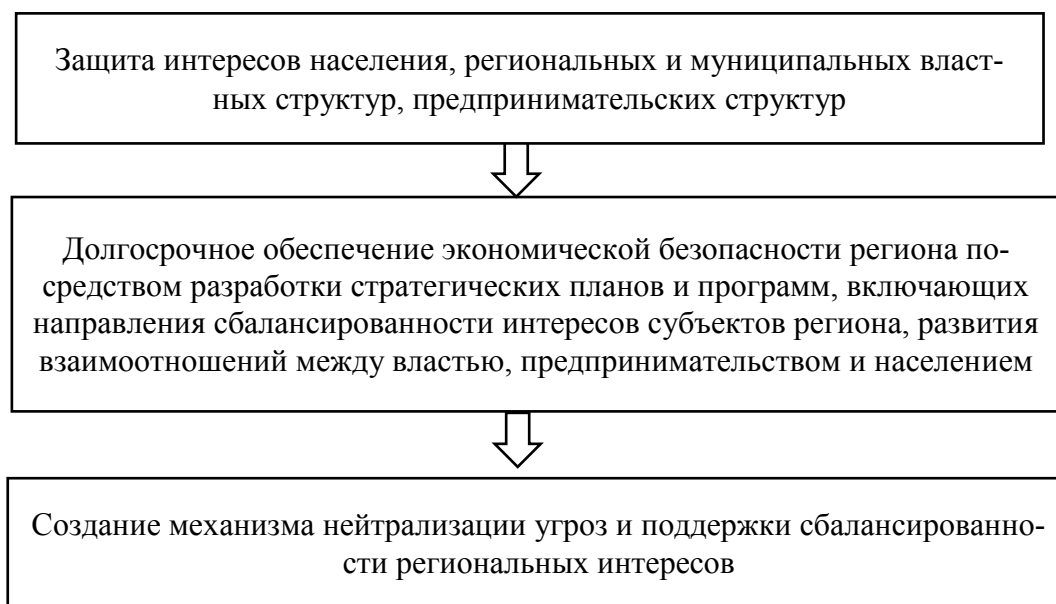 Защита интересов населения, региональных и муниципальных власт-
ных структур, предпринимательских структур
Долгосрочное обеспечение экономической безопасности региона по-
средством разработки стратегических планов и программ, включающих
направления сбалансированности интересов субъектов региона, развития
взаимоотношений между властью, предпринимательством и населением
Создание механизма нейтрализации угроз и поддержки сбалансированно-
сти региональных интересов